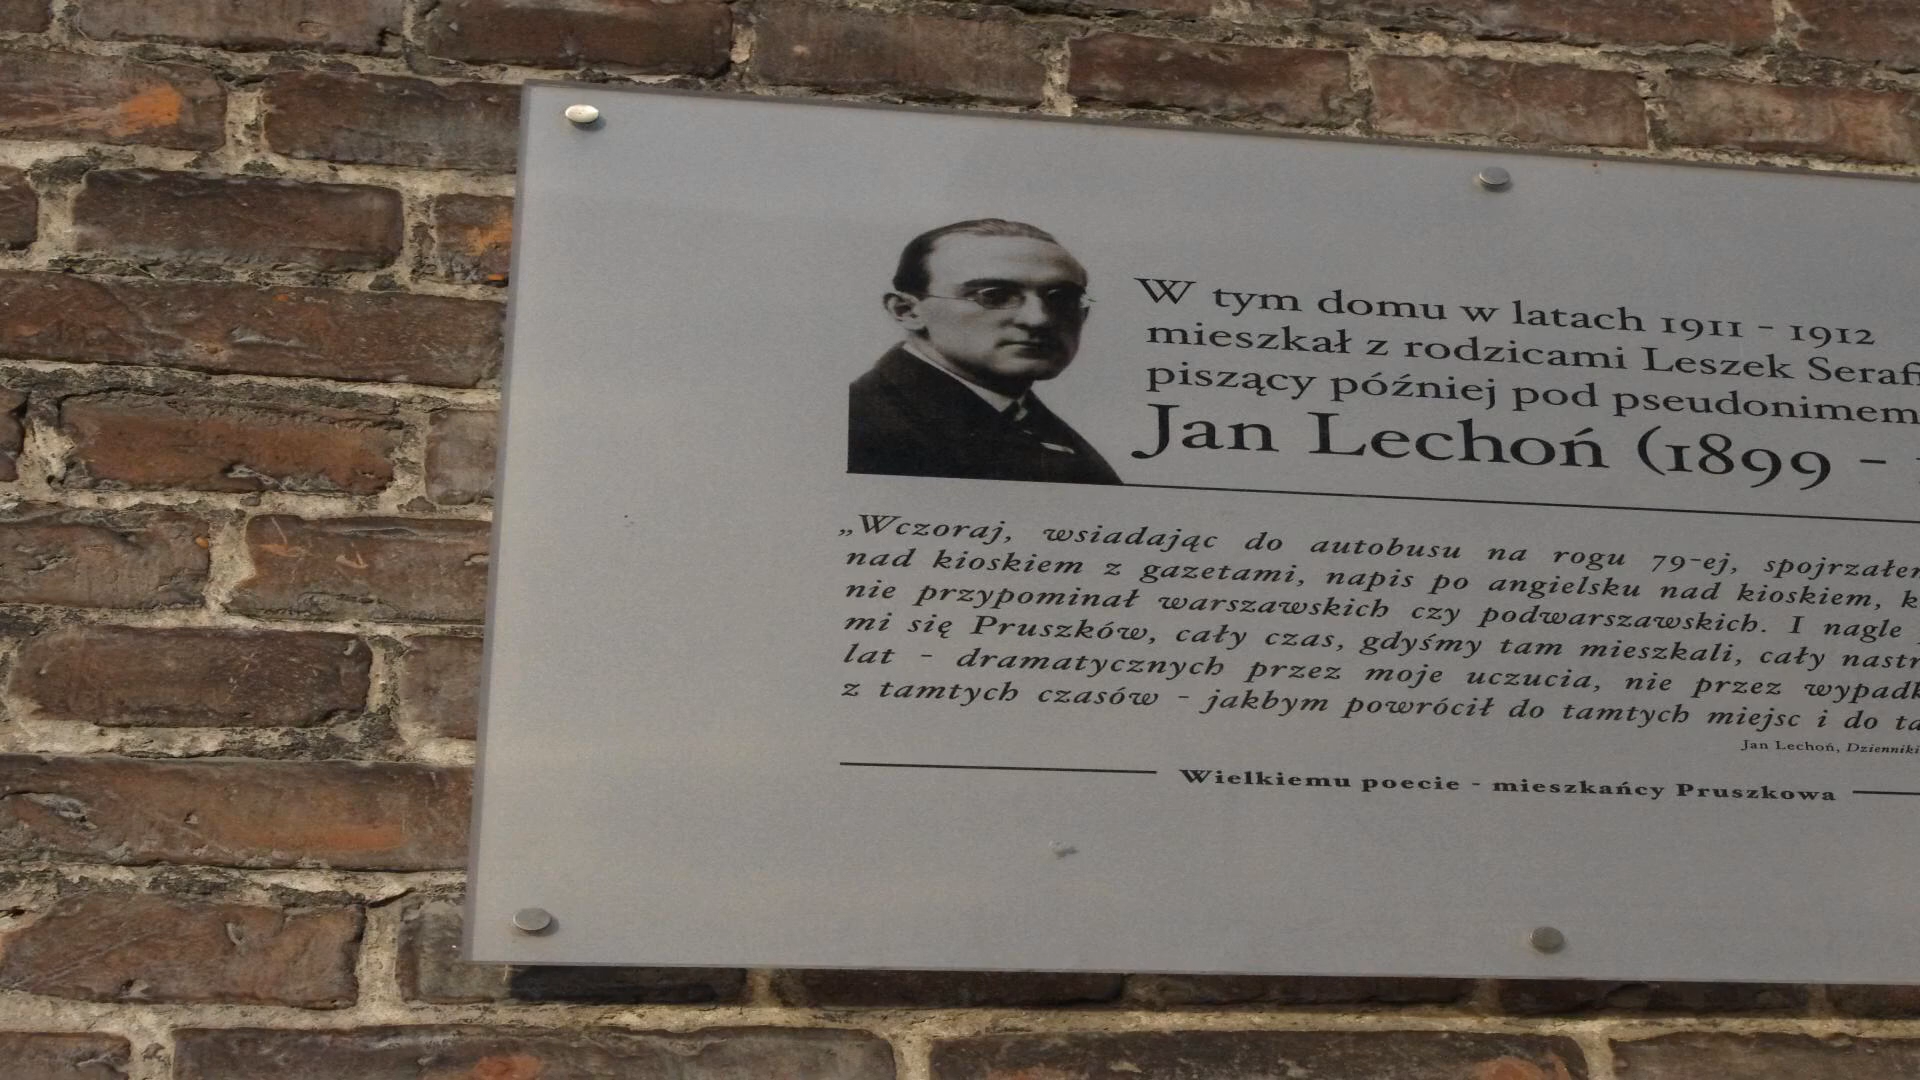 W tym domu w latach 1911 - 1912
mieszkał z rodzicami Leszek Serafi
piszący później pod pseudonimem
Jan Lechoń (1899 -
„Wczoraj, wsiadając do autobusu na rogu 79-ej, spojrzałem
nad kioskiem z gazetami, napis po angielsku nad kioskiem, k
nie przypominał warszawskich czy podwarszawskich. I nagle
mi się Pruszków, cały czas, gdyśmy tam mieszkali, cały nastr
lat - dramatycznych przez moje uczucia, nie przez wypadk
z tamtych czasów - jakbym powrócił do tamtych miejsc i do ta
Jan Lechoń, Dzienniki
Wielkiemu poecie - mieszkańcy Pruszkowa